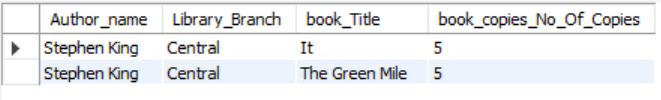 Author_name Library_Branch book_Title book_copies_No_Of_Copies
Stephen King Central It 5
Stephen King Central The Green Mile 5